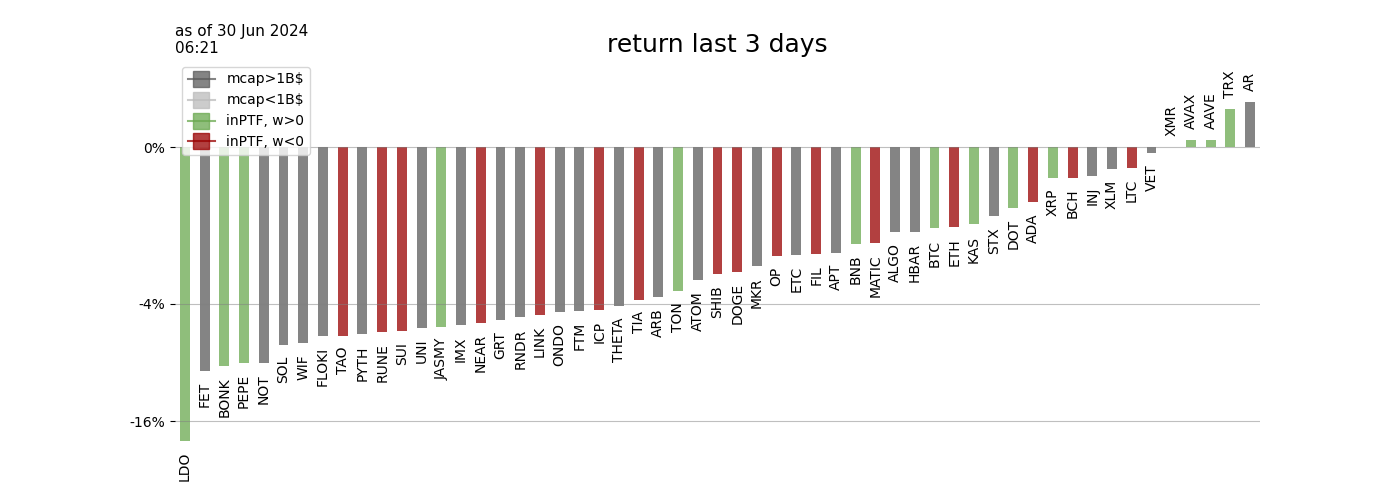 as of 30 Jun 2024
06:21
return last 3 days
mcap>1B$
mcap<1B$
inPTF, w>0
inPTF, w<0
0%
-4%
-16%
LDO
FET
BONK
PEPE
NOT
SOL
WIF
FLOKI
TAO
PYTH
RUNE
SUI
UNI
JASMY
IMX
NEAR
GRT
RNDR
LINK
ONDO
FTM
ICP
THETA
TIA
ARB
TON
ATOM
SHIB
DOGE
MKR
OP
ETC
FIL
APT
BNB
MATIC
ALGO
HBAR
BTC
ETH
KAS
STX
DOT
ADA
XRP
BCH
INJ
XLM
LTC
VET
XMR
AVAX
AAVE
TRX
AR